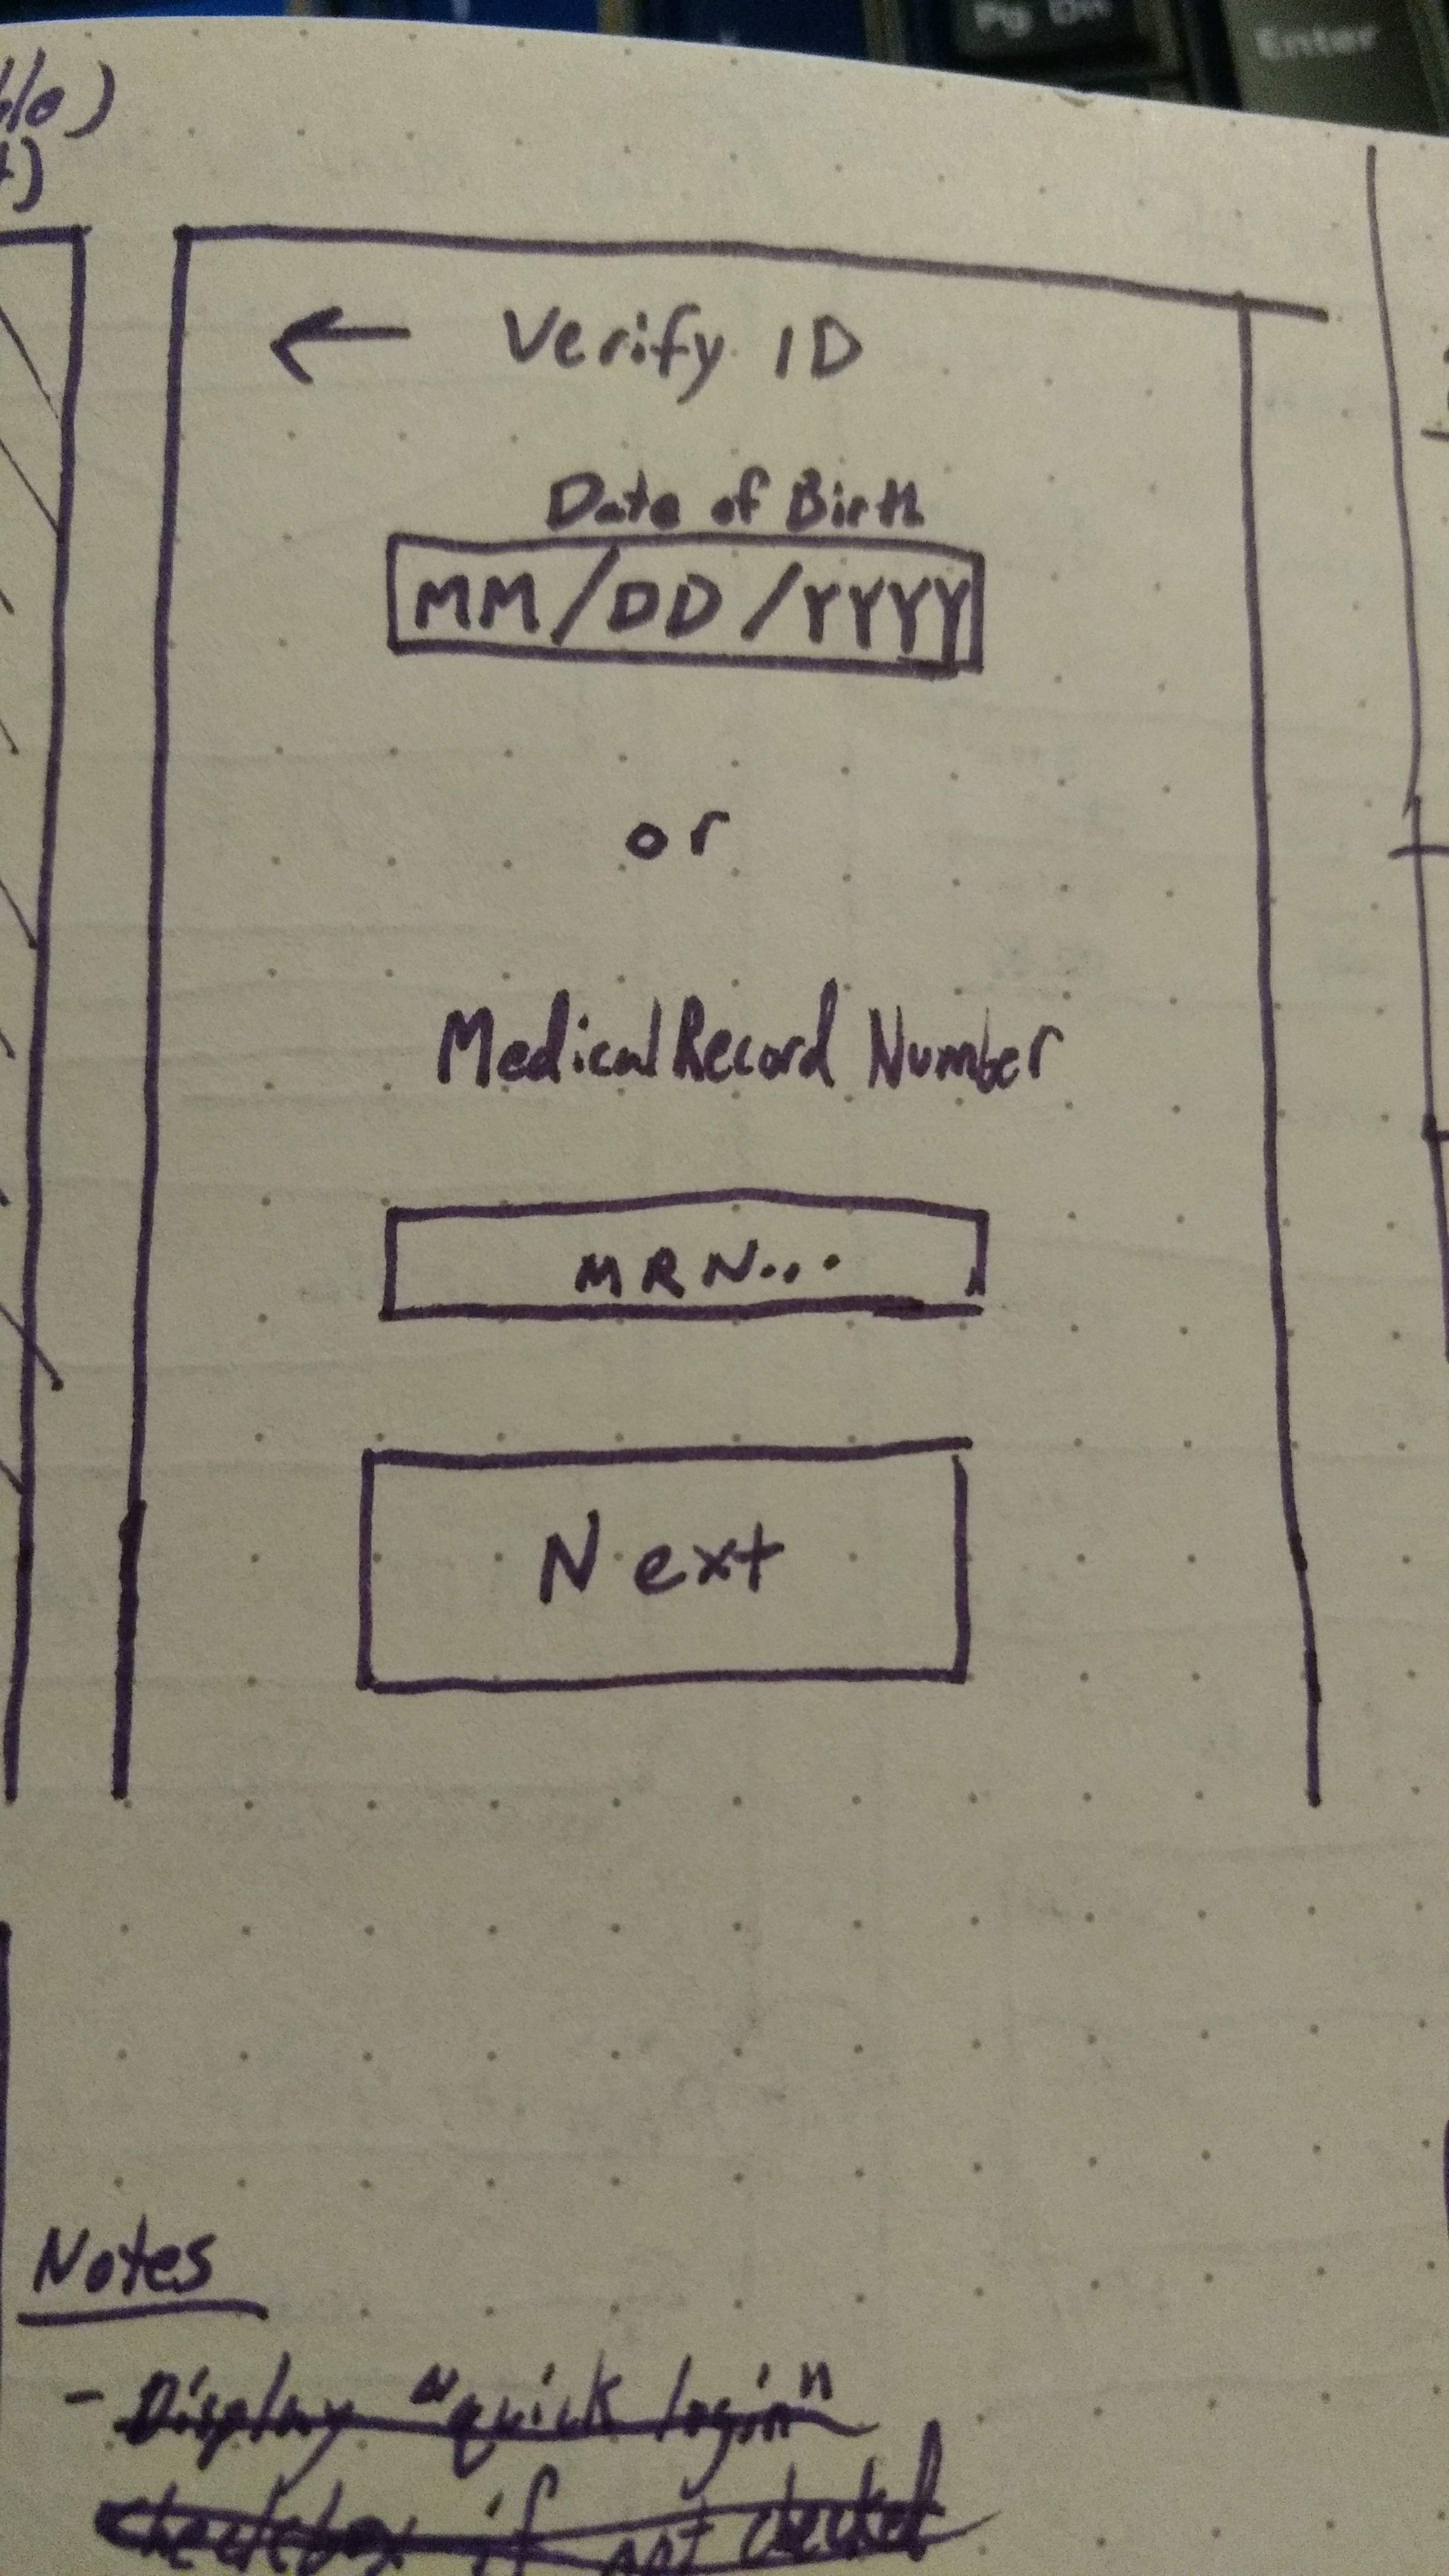 Pg Dn
Enter
← Verify ID
Date of Birth
MM/DD/YYYY
or
Medical Record Number
MRN...
Next
Notes
- Display "quick login"
checkbox if not checked